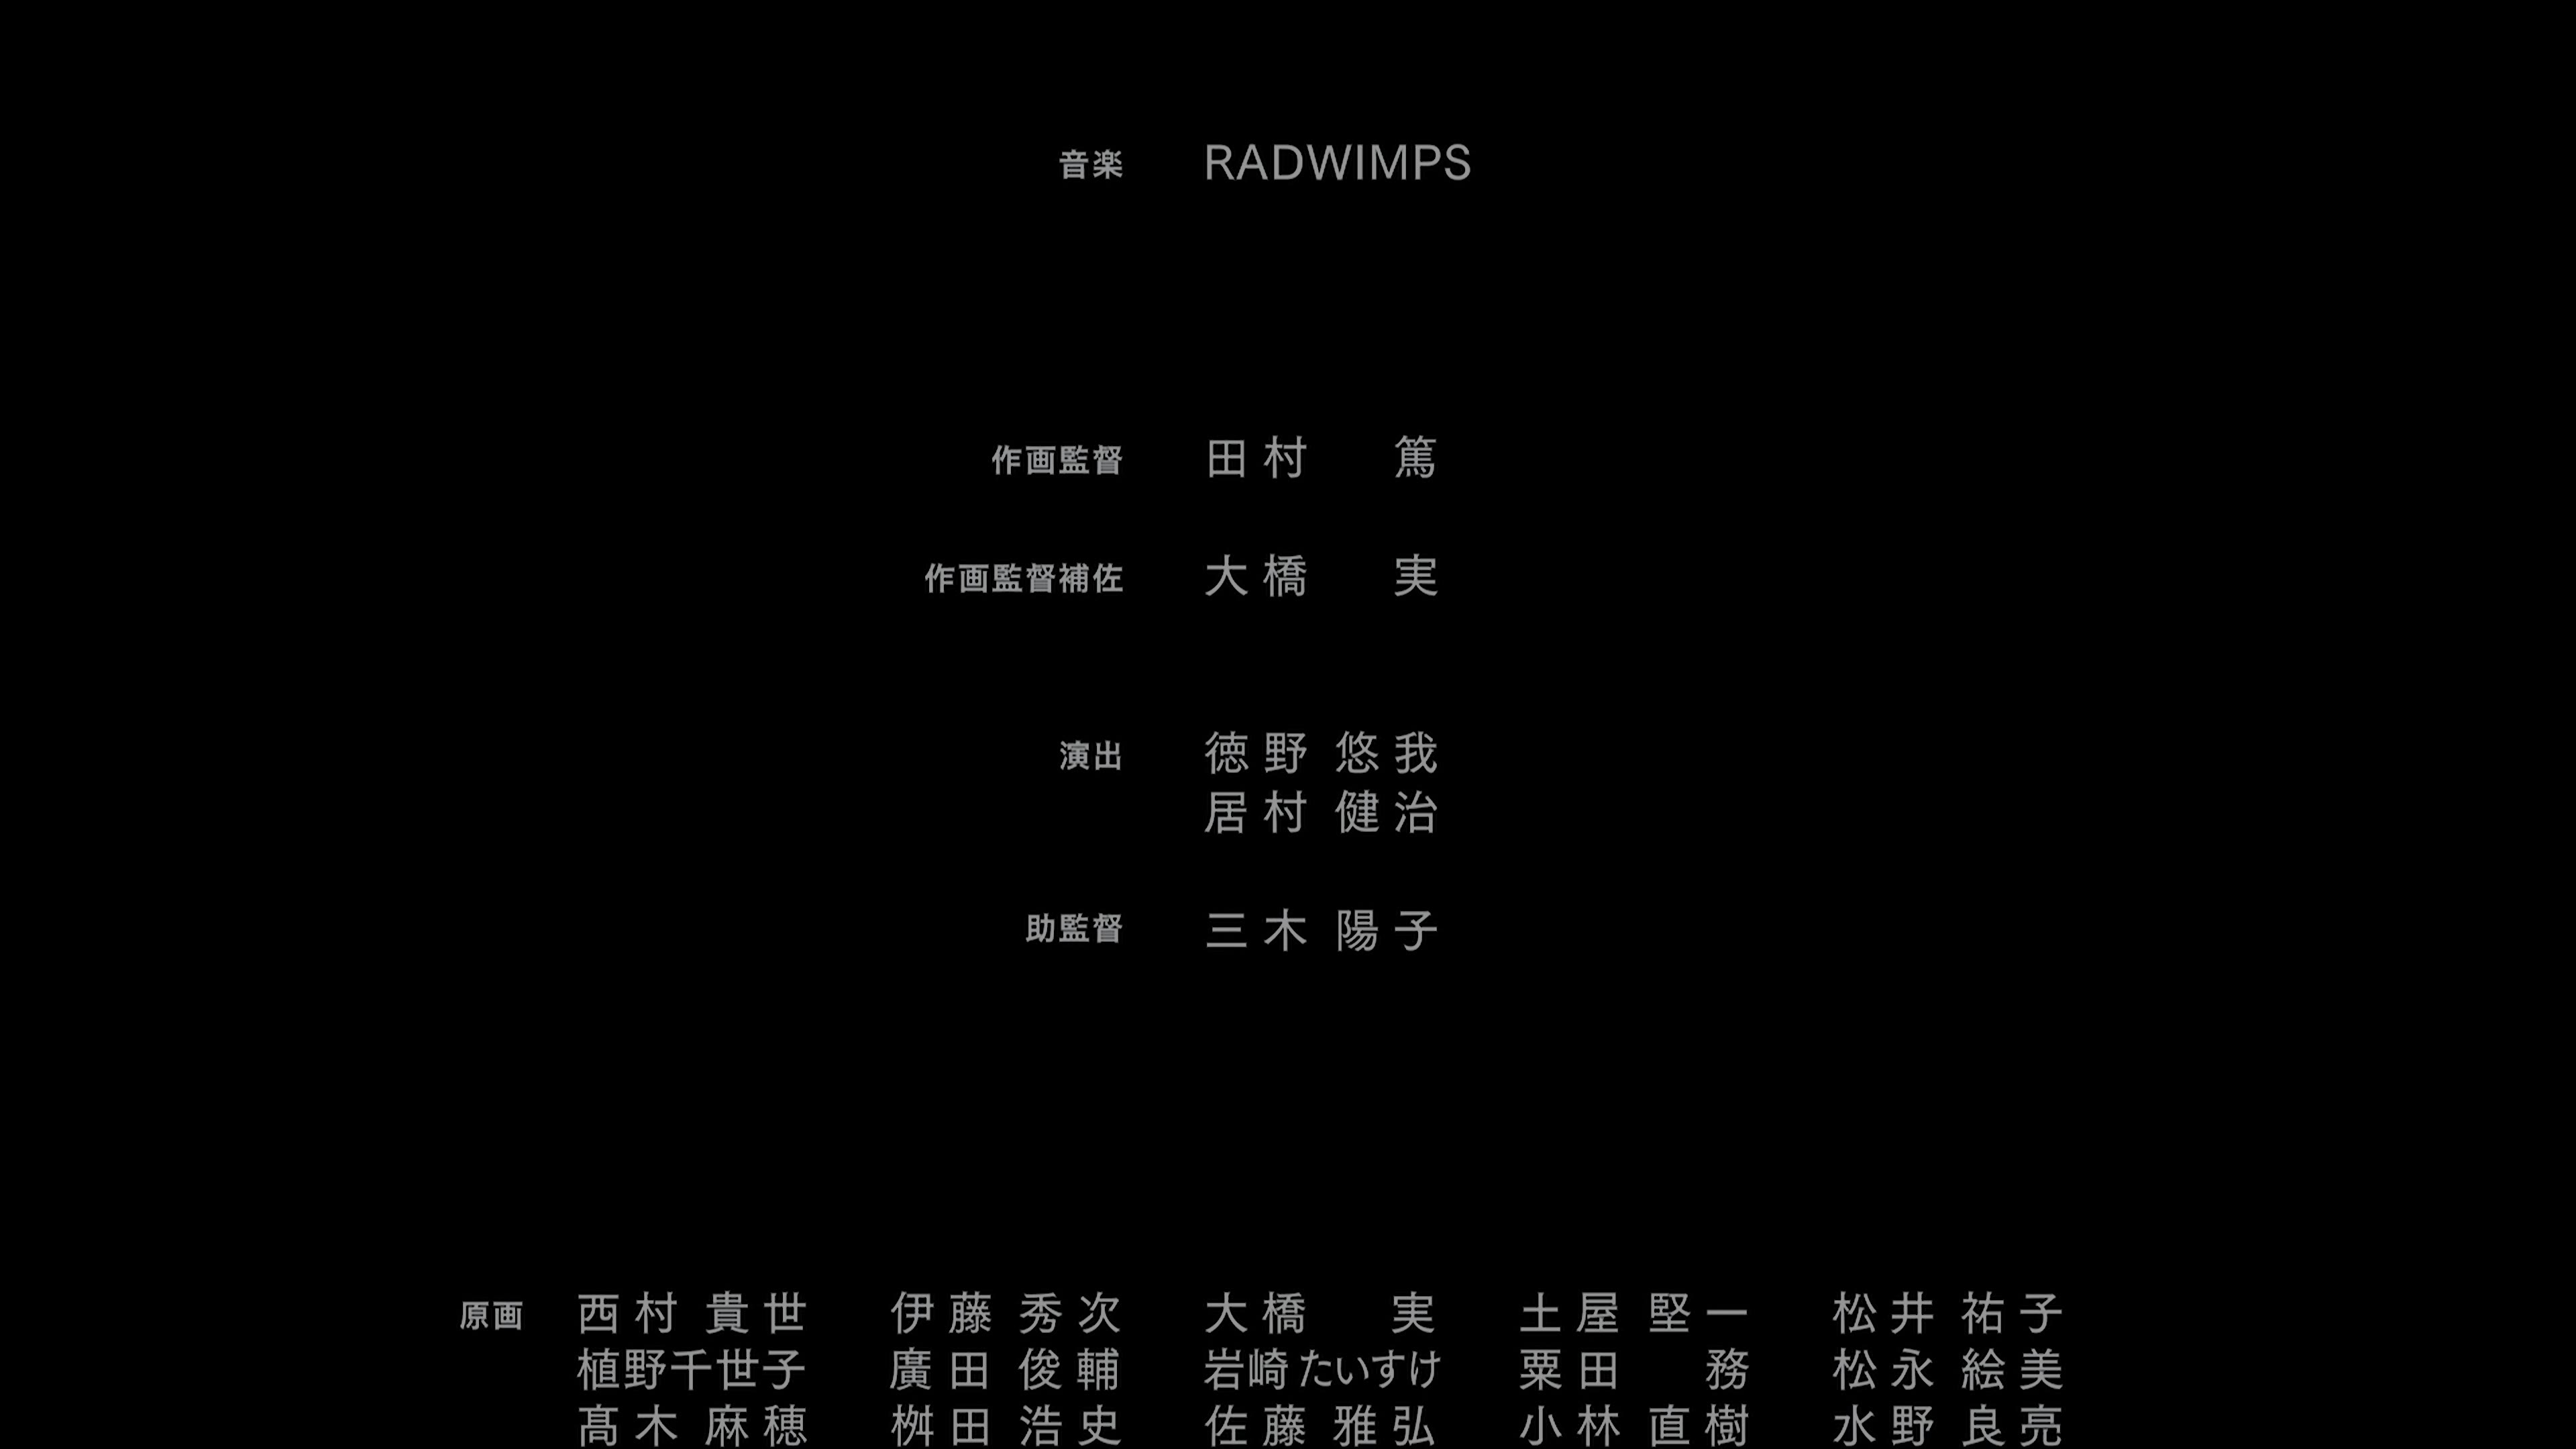 音楽 RADWIMPS
作画監督 田村 篤
作画監督補佐 大橋 実
演出 徳野 悠我
居村 健治
助監督 三木 陽子
原画 西村 貴世 伊藤 秀次 大橋 実 土屋 堅一 松井 祐子
植野千世子 廣田 俊輔 岩崎たいすけ 粟田 務 松永 絵美
髙木 麻穂 桝田 浩史 佐藤 雅弘 小林 直樹 水野 良亮